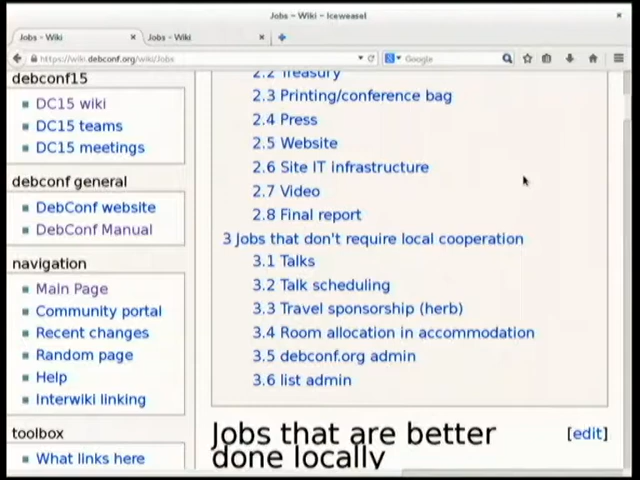 Jobs – Wiki – Iceweasel
Jobs – Wiki
Jobs – Wiki
https://wiki.debconf.org/wiki/Jobs
Google
debconf15
DC15 wiki
DC15 teams
DC15 meetings
debconf general
DebConf website
DebConf Manual
navigation
Main Page
Community portal
Recent changes
Random page
Help
Interwiki linking
toolbox
What links here
2.2 Treasury
2.3 Printing/conference bag
2.4 Press
2.5 Website
2.6 Site IT infrastructure
2.7 Video
2.8 Final report
3 Jobs that don't require local cooperation
3.1 Talks
3.2 Talk scheduling
3.3 Travel sponsorship (herb)
3.4 Room allocation in accommodation
3.5 debconf.org admin
3.6 list admin
Jobs that are better
done locally
[edit]